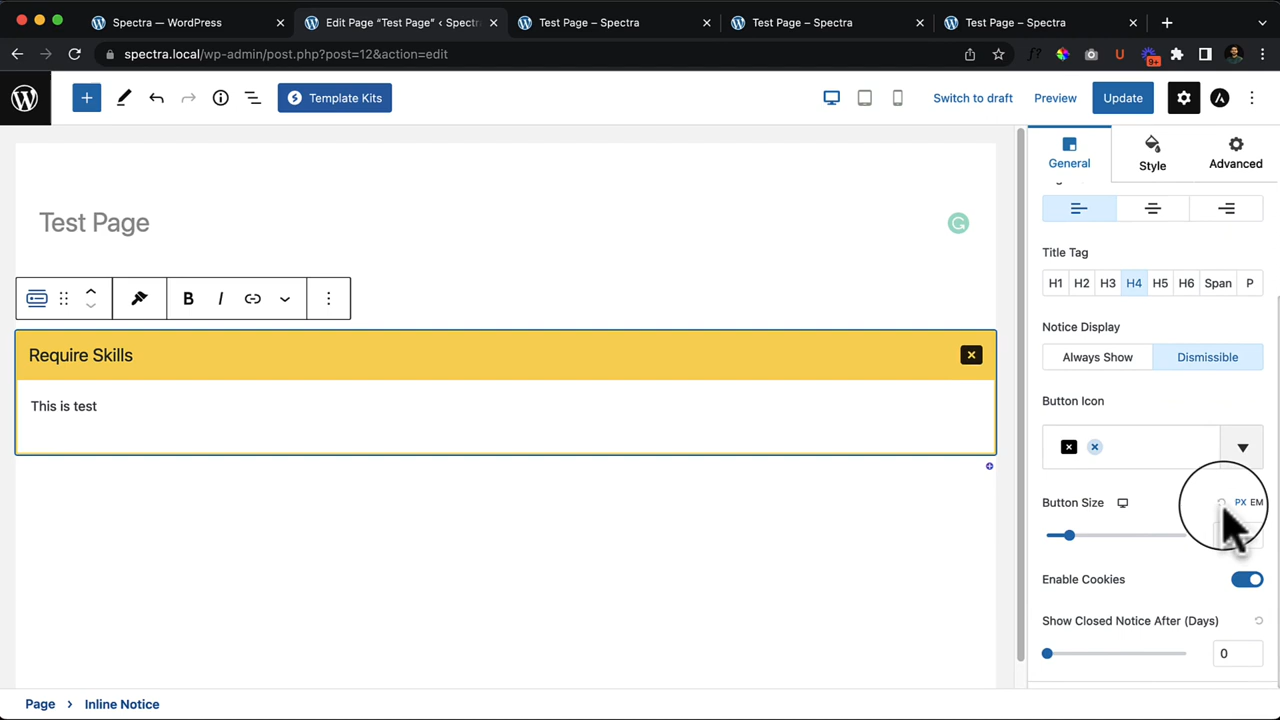 Spectra — WordPress
Edit Page “Test Page” ‹ Spectr
Test Page – Spectra
Test Page – Spectra
Test Page – Spectra
spectra.local/wp-admin/post.php?post=12&action=edit
f?
U
9+
Template Kits
Switch to draft
Preview
Update
General
Style
Advanced
Test Page
Title Tag
H1 H2 H3 H4 H5 H6 Span P
Notice Display
Always Show
Dismissible
Require Skills
This is test
Button Icon
Button Size
PX EM
Enable Cookies
Show Closed Notice After (Days)
0
Page › Inline Notice